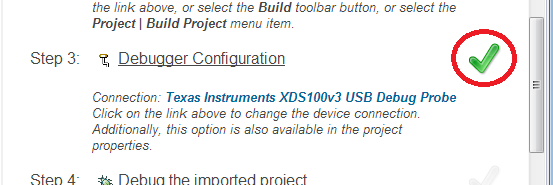 the link above, or select the Build toolbar button, or select the
Project | Build Project menu item.
Step 3: Debugger Configuration
Connection: Texas Instruments XDS100v3 USB Debug Probe
Click on the link above to change the device connection.
Additionally, this option is also available in the project
properties.
Step 4: Debug the imported project